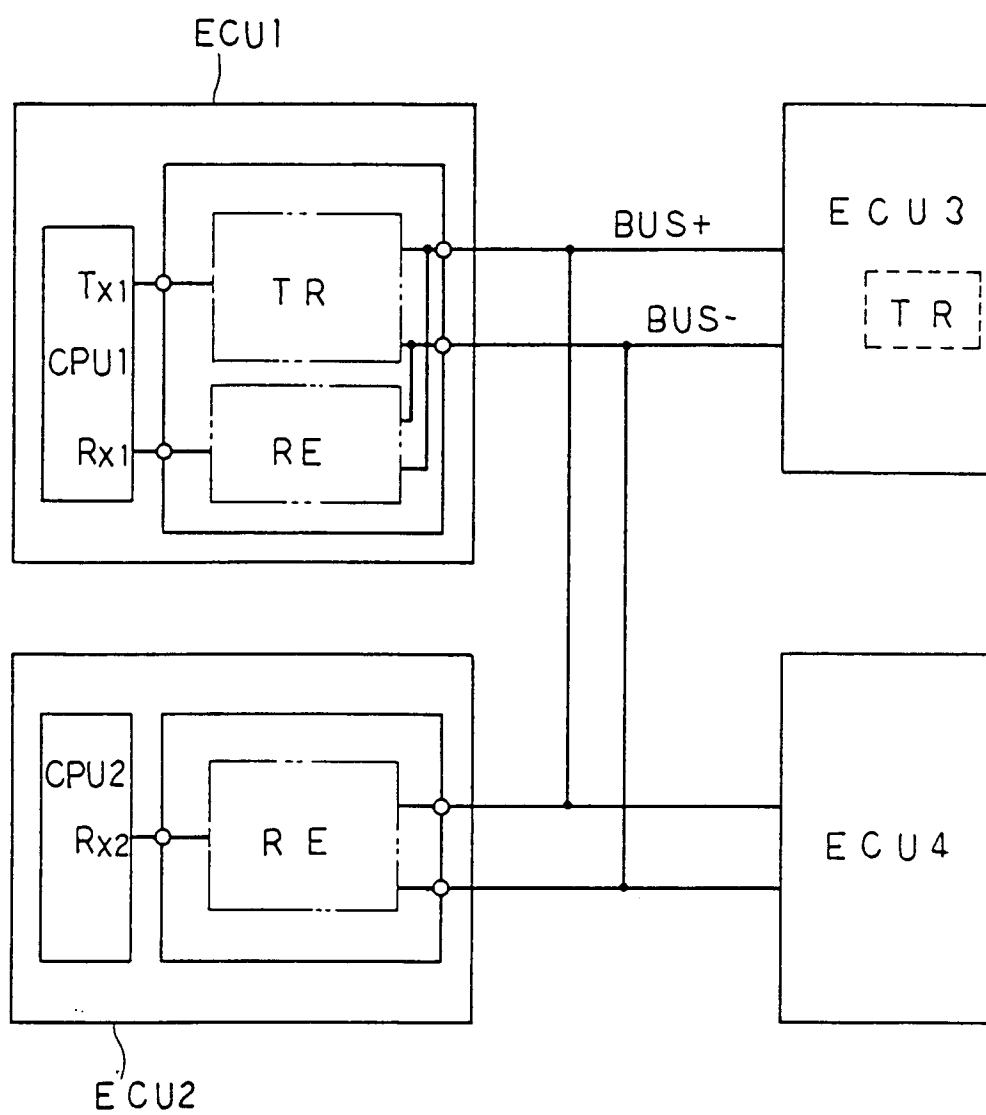 ECU1
BUS+
ECU3
Tx1
TR
TR
BUS-
CPU1
Rx1
RE
CPU2
Rx2
RE
ECU4
ECU2